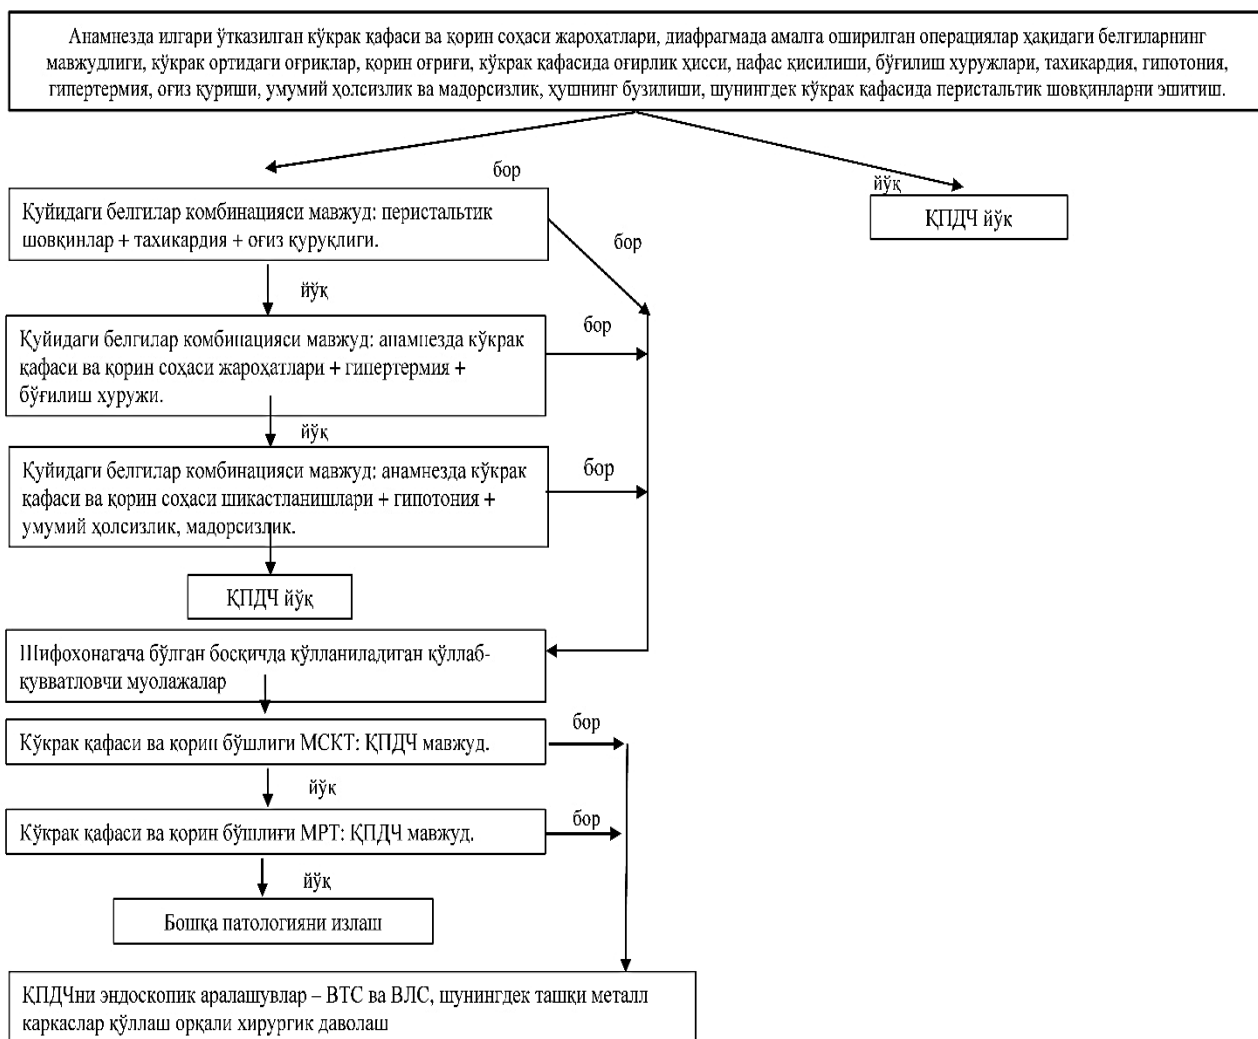 Анамнезда илгари ўтказилган кўкрак қафаси ва қорин соҳаси жароҳатлари, диафрагмада амалга оширилган операциялар ҳақидаги белгиларнинг
мавжудлиги, кўкрак ортидаги оғриқлар, қорин оғриғи, кўкрак қафасида оғирлик ҳисси, нафас қисилиши, бўғилиш хуружлари, тахикардия, гипотония,
гипертермия, оғиз қуриши, умумий ҳолсизлик ва мадорсизлик, ҳушнинг бузилиши, шунингдек кўкрак қафасида перистальтик шовқинларни эшитиш.
бор
йўқ
Қуйидаги белгилар комбинацияси мавжуд: перистальтик
шовқинлар + тахикардия + оғиз қуруқлиги.
ҚПДЧ йўқ
бор
йўқ
Қуйидаги белгилар комбинацияси мавжуд: анамнезда кўкрак
қафаси ва қорин соҳаси жароҳатлари + гипертермия +
бўғилиш хуружи.
бор
йўқ
Қуйидаги белгилар комбинацияси мавжуд: анамнезда кўкрак
қафаси ва қорин соҳаси шикастланишлари + гипотония +
умумий ҳолсизлик, мадорсизлик.
бор
ҚПДЧ йўқ
Шифохонагача бўлган босқичда қўлланиладиган қўллаб-
қувватловчи муолажалар
Кўкрак қафаси ва қорин бўшлиғи МСКТ: ҚПДЧ мавжуд.
бор
йўқ
Кўкрак қафаси ва қорин бўшлиғи МРТ: ҚПДЧ мавжуд.
бор
йўқ
Бошқа патологияни излаш
ҚПДЧни эндоскопик аралашувлар – ВТС ва ВЛС, шунингдек ташқи металл
каркаслар қўллаш орқали хирургик даволаш